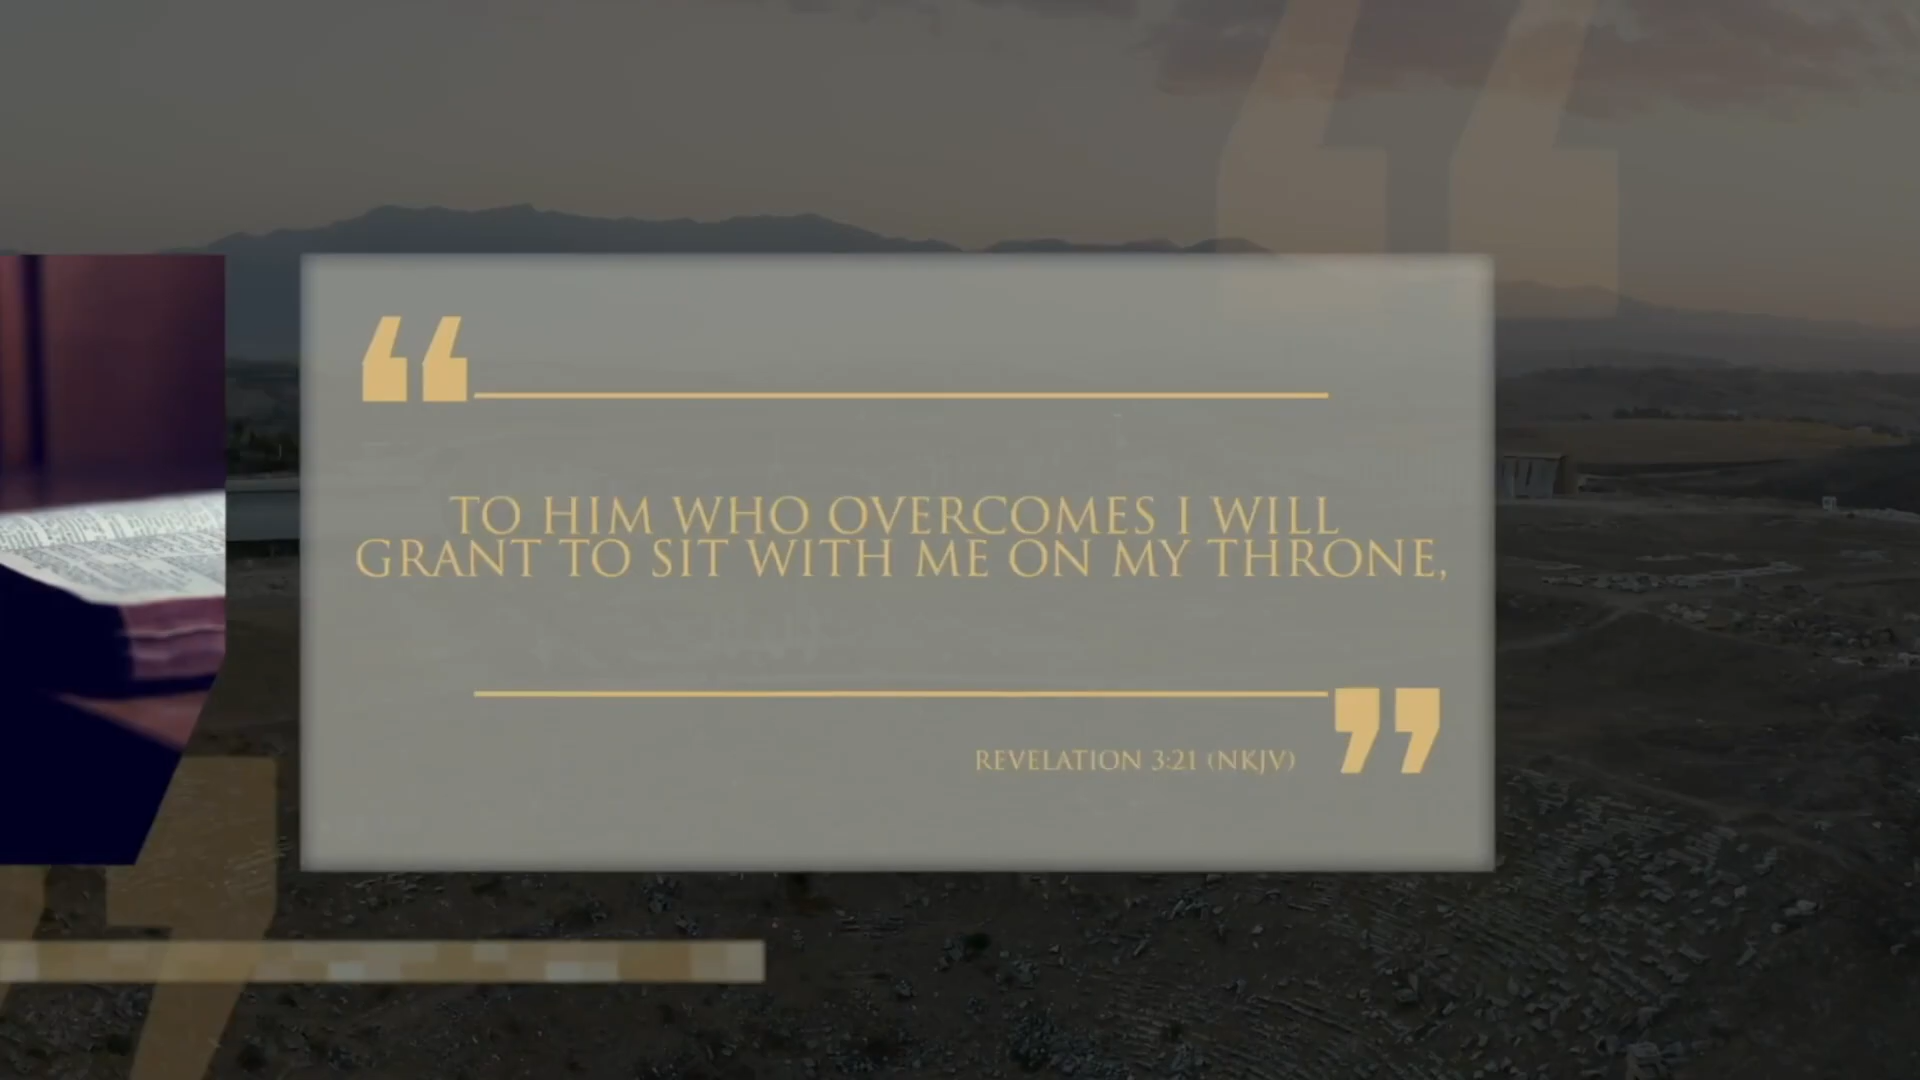 TO HIM WHO OVERCOMES I WILL
GRANT TO SIT WITH ME ON MY THRONE,
REVELATION 3:21 (NKJV)